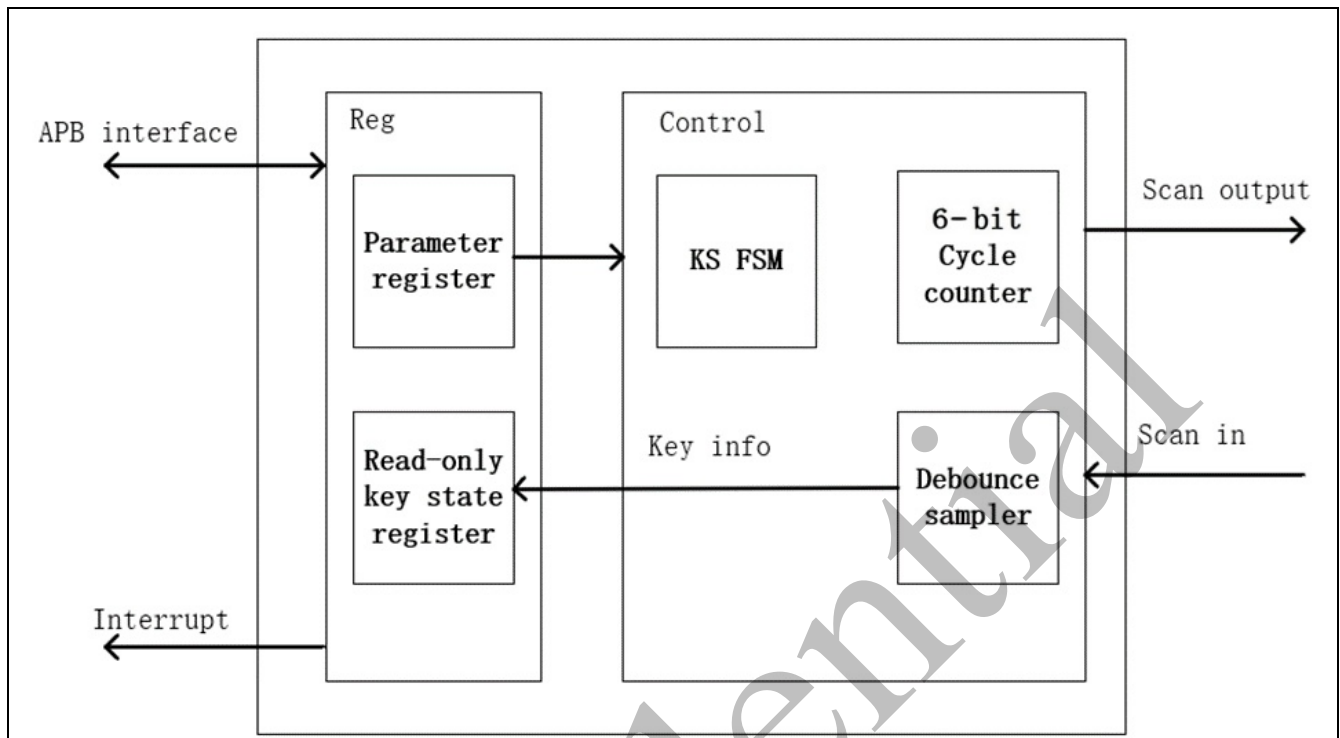 APB interface
Reg
Parameter
register
Read-only
key state
register
Interrupt
Control
KS FSM
6-bit
Cycle
counter
Key info
Debounce
sampler
Scan output
Scan in
dential